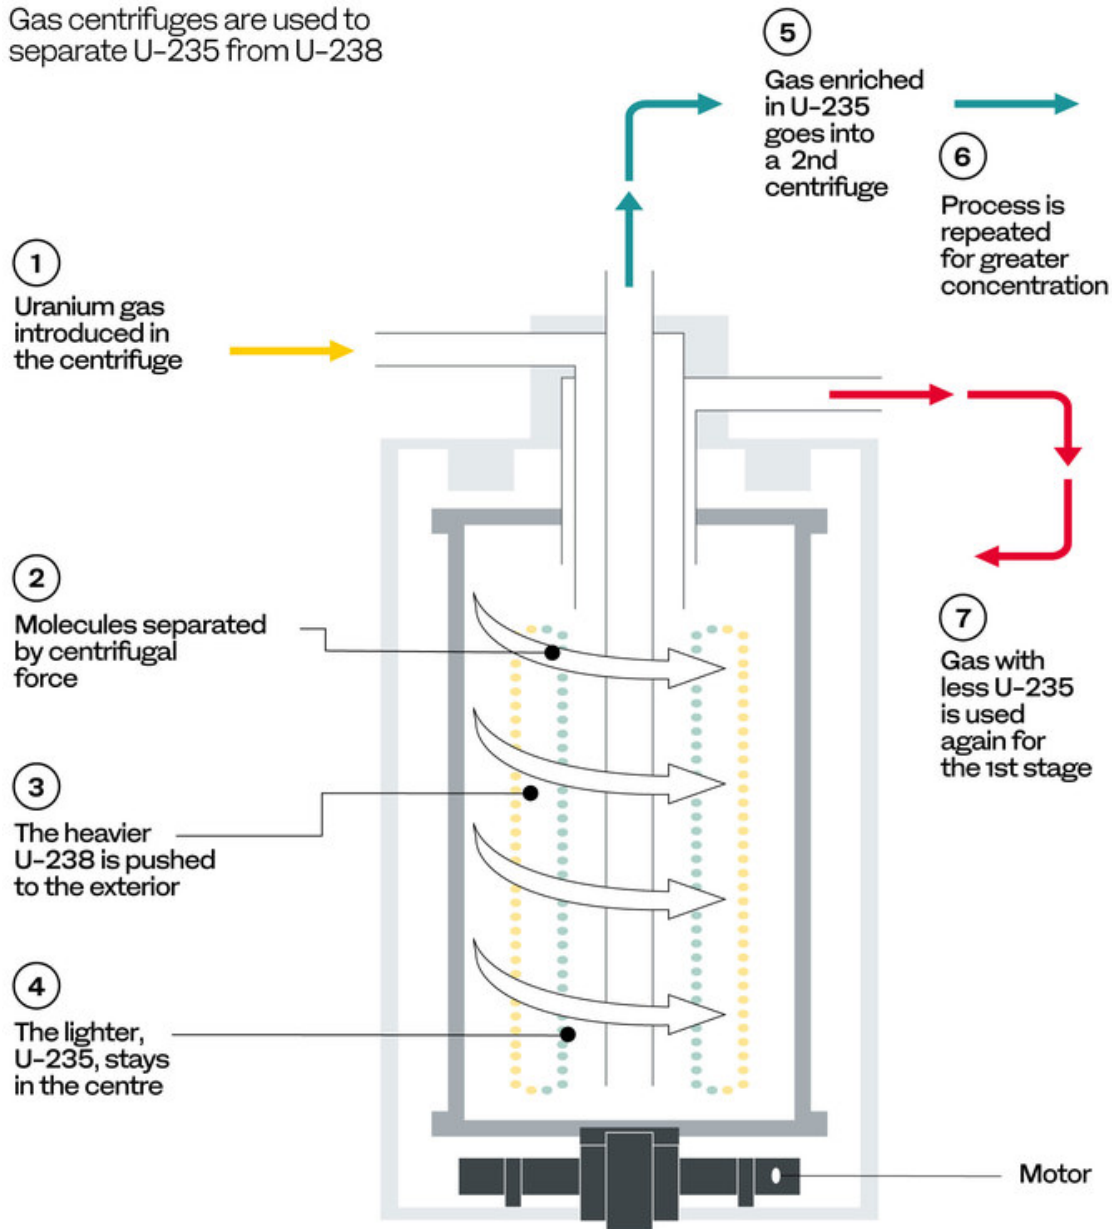 Gas centrifuges are used to
separate U-235 from U-238
1
Uranium gas
introduced in
the centrifuge
2
Molecules separated
by centrifugal
force
3
The heavier
U-238 is pushed
to the exterior
4
The lighter,
U-235, stays
in the centre
5
Gas enriched
in U-235
goes into
a 2nd
centrifuge
6
Process is
repeated
for greater
concentration
7
Gas with
less U-235
is used
again for
the 1st stage
Motor